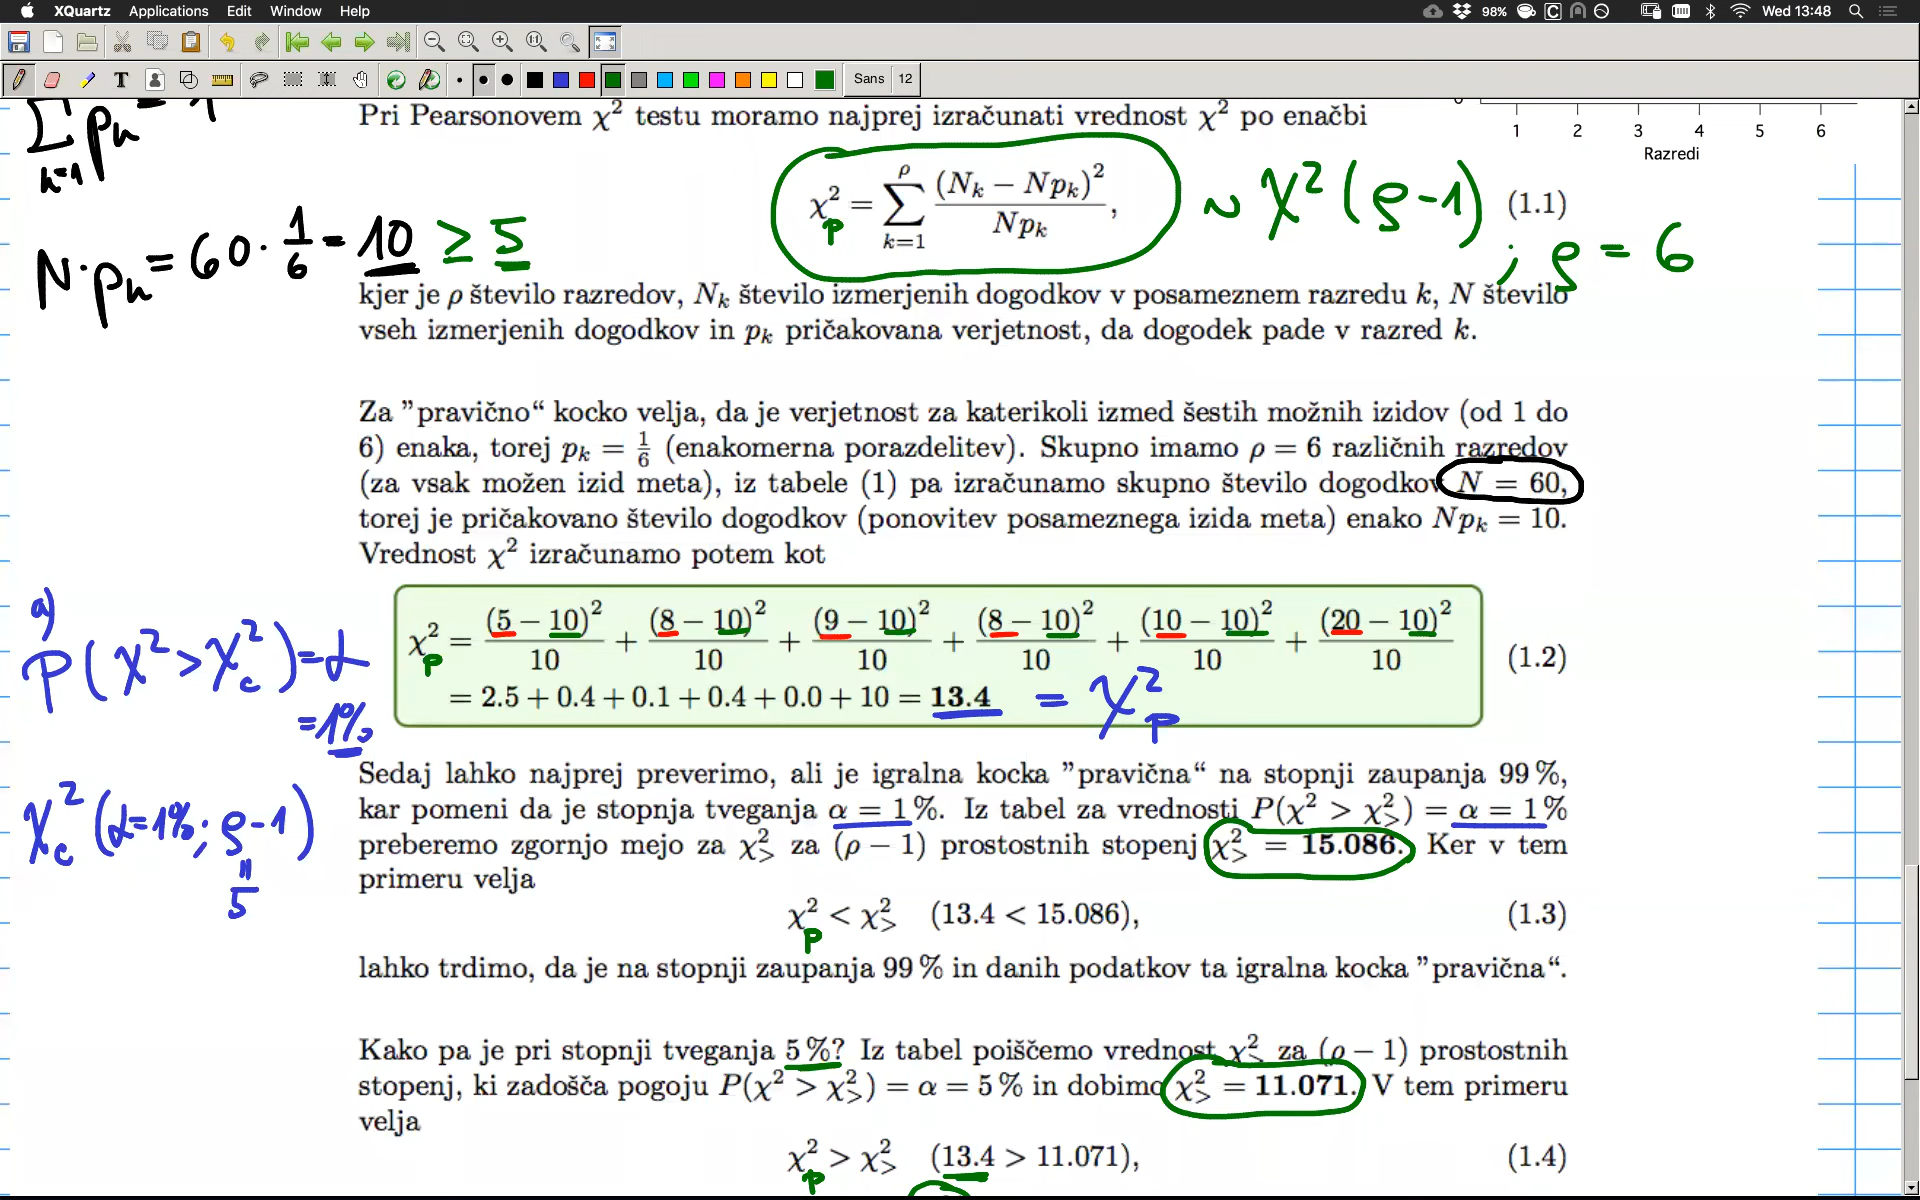 XQuartz Applications Edit Window Help 98% Wed 13:48
Sans 12
Pri Pearsonovem χ² testu moramo najprej izračunati vrednost χ² po enačbi
1 2 3 4 5 6
Razredi
∑ₖ₌₁ pₖ = 1
χ²ₚ = ∑ₖ₌₁^ρ (Nₖ − Npₖ)² / Npₖ, ~ χ²(ρ-1) (1.1)
; ρ = 6
N·pₖ = 60·1/6 = 10 ≥ 5
kjer je ρ število razredov, Nₖ število izmerjenih dogodkov v posameznem razredu k, N število
vseh izmerjenih dogodkov in pₖ pričakovana verjetnost, da dogodek pade v razred k.
Za ”pravično“ kocko velja, da je verjetnost za katerikoli izmed šestih možnih izidov (od 1 do
6) enaka, torej pₖ = 1/6 (enakomerna porazdelitev). Skupno imamo ρ = 6 različnih razredov
(za vsak možen izid meta), iz tabele (1) pa izračunamo skupno število dogodkov N = 60,
torej je pričakovano število dogodkov (ponovitev posameznega izida meta) enako Npₖ = 10.
Vrednost χ² izračunamo potem kot
χ²ₚ = (5 − 10)²/10 + (8 − 10)²/10 + (9 − 10)²/10 + (8 − 10)²/10 + (10 − 10)²/10 + (20 − 10)²/10 (1.2)
= 2.5 + 0.4 + 0.1 + 0.4 + 0.0 + 10 = 13.4 = χ²ₚ
a)
P(χ² > χ²c) = α
= 1%
Sedaj lahko najprej preverimo, ali je igralna kocka ”pravična“ na stopnji zaupanja 99 %,
kar pomeni da je stopnja tveganja α = 1 %. Iz tabel za vrednosti P(χ² > χ²>) = α = 1 %
preberemo zgornjo mejo za χ²> za (ρ − 1) prostostnih stopenj χ²> = 15.086. Ker v tem
primeru velja
χ²c (α=1%; ρ-1)
"
5
χ²ₚ < χ²> (13.4 < 15.086), (1.3)
lahko trdimo, da je na stopnji zaupanja 99 % in danih podatkov ta igralna kocka ”pravična“.
Kako pa je pri stopnji tveganja 5 %? Iz tabel poiščemo vrednost χ²> za (ρ − 1) prostostnih
stopenj, ki zadošča pogoju P(χ² > χ²>) = α = 5 % in dobimo χ²> = 11.071. V tem primeru
velja
χ²ₚ > χ²> (13.4 > 11.071), (1.4)